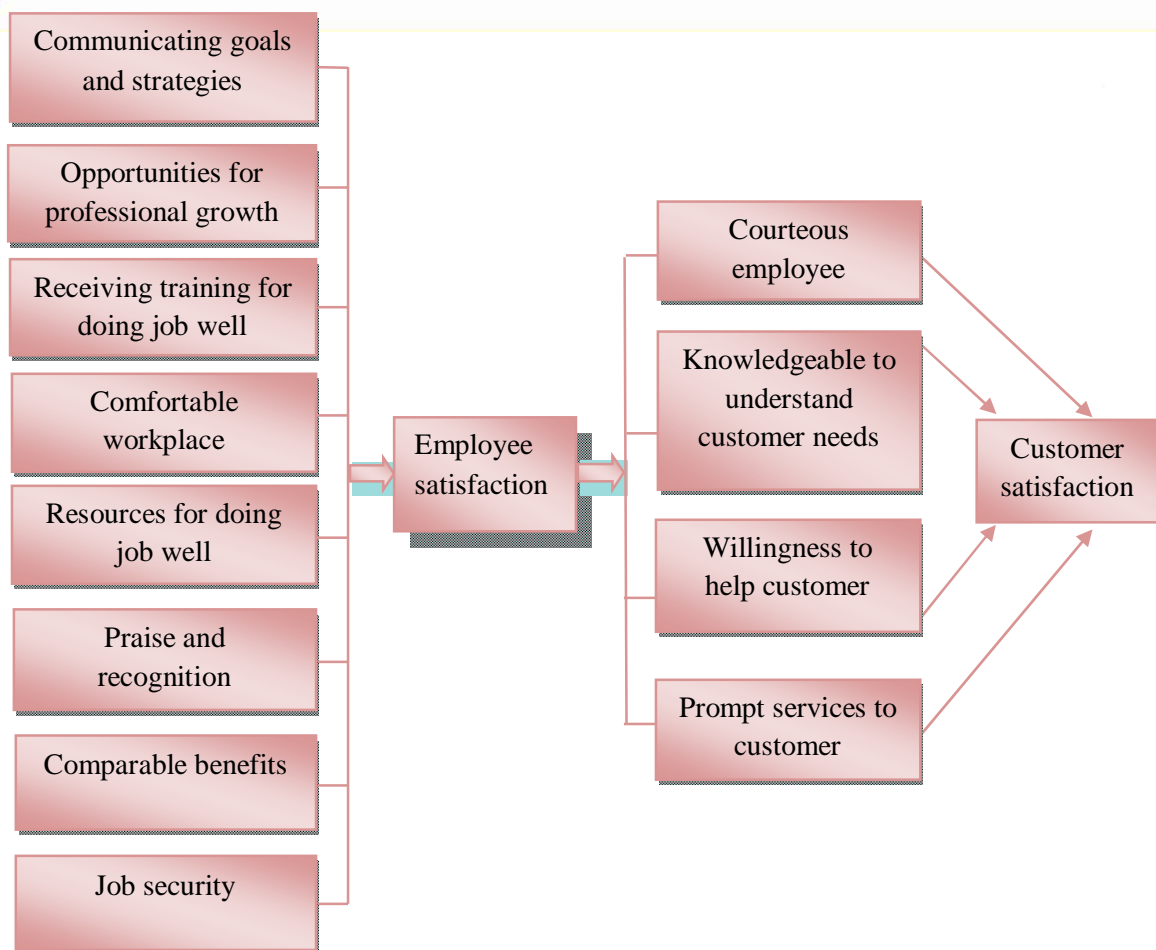 Communicating goals
and strategies
Opportunities for
professional growth
Receiving training for
doing job well
Comfortable
workplace
Resources for doing
job well
Praise and
recognition
Comparable benefits
Job security
Employee
satisfaction
Courteous
employee
Knowledgeable to
understand
customer needs
Willingness to
help customer
Prompt services to
customer
Customer
satisfaction